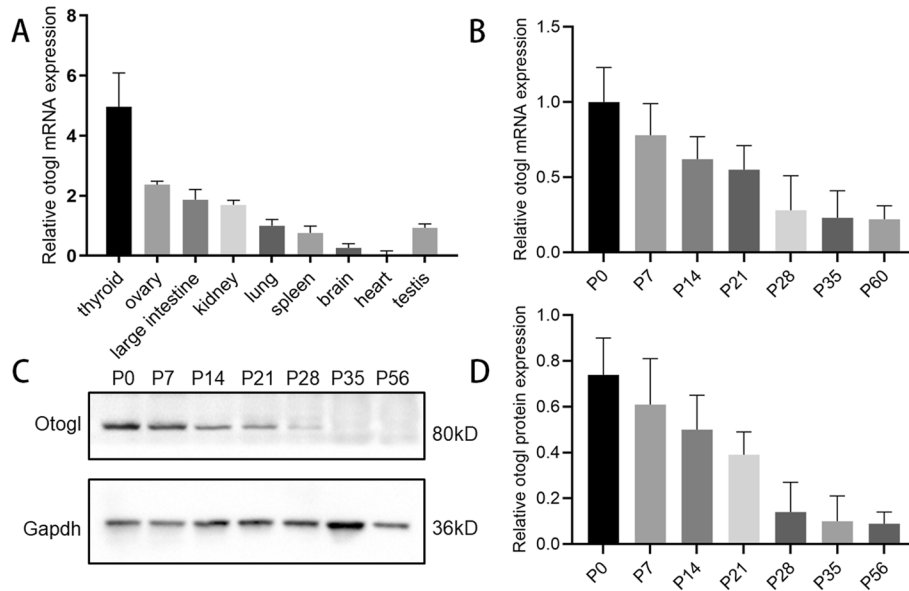 A
Relative otogl mRNA expression
8
6
4
2
0
thyroid
ovary
large intestine
kidney
lung
spleen
brain
heart
testis
B
Relative otogl mRNA expression
1.5
1.0
0.5
0.0
P0
P7
P14
P21
P28
P35
P60
C
P0 P7 P14 P21 P28 P35 P56
Otogl
80kD
Gapdh
36kD
D
Relative otogl protein expression
1.0
0.8
0.6
0.4
0.2
0.0
P0
P7
P14
P21
P28
P35
P56